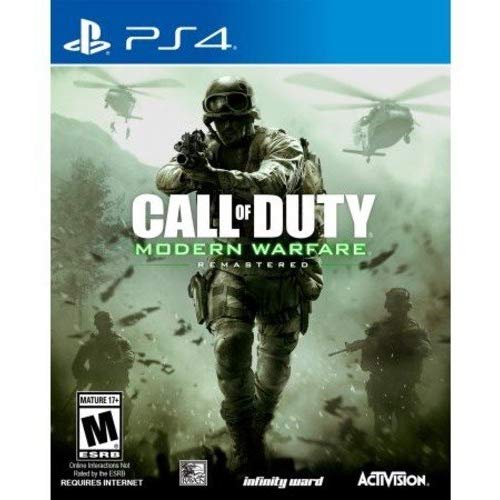 PS4
CALL OF DUTY
MODERN WARFARE
REMASTERED
MATURE 17+
M
ESRB
Online Interactions Not
Rated by the ESRB
REQUIRES INTERNET
infinity ward
ACTIVISION